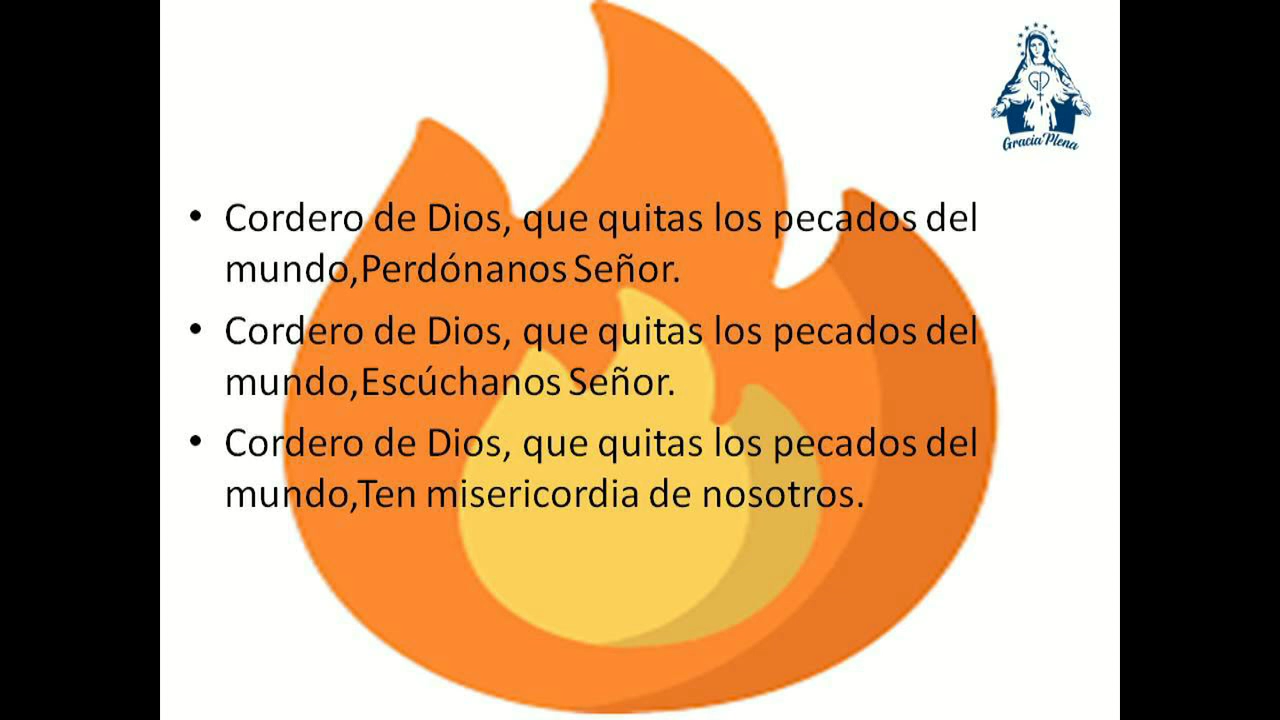 Gracia Plena
• Cordero de Dios, que quitas los pecados del
mundo,Perdónanos Señor.
• Cordero de Dios, que quitas los pecados del
mundo,Escúchanos Señor.
• Cordero de Dios, que quitas los pecados del
mundo,Ten misericordia de nosotros.